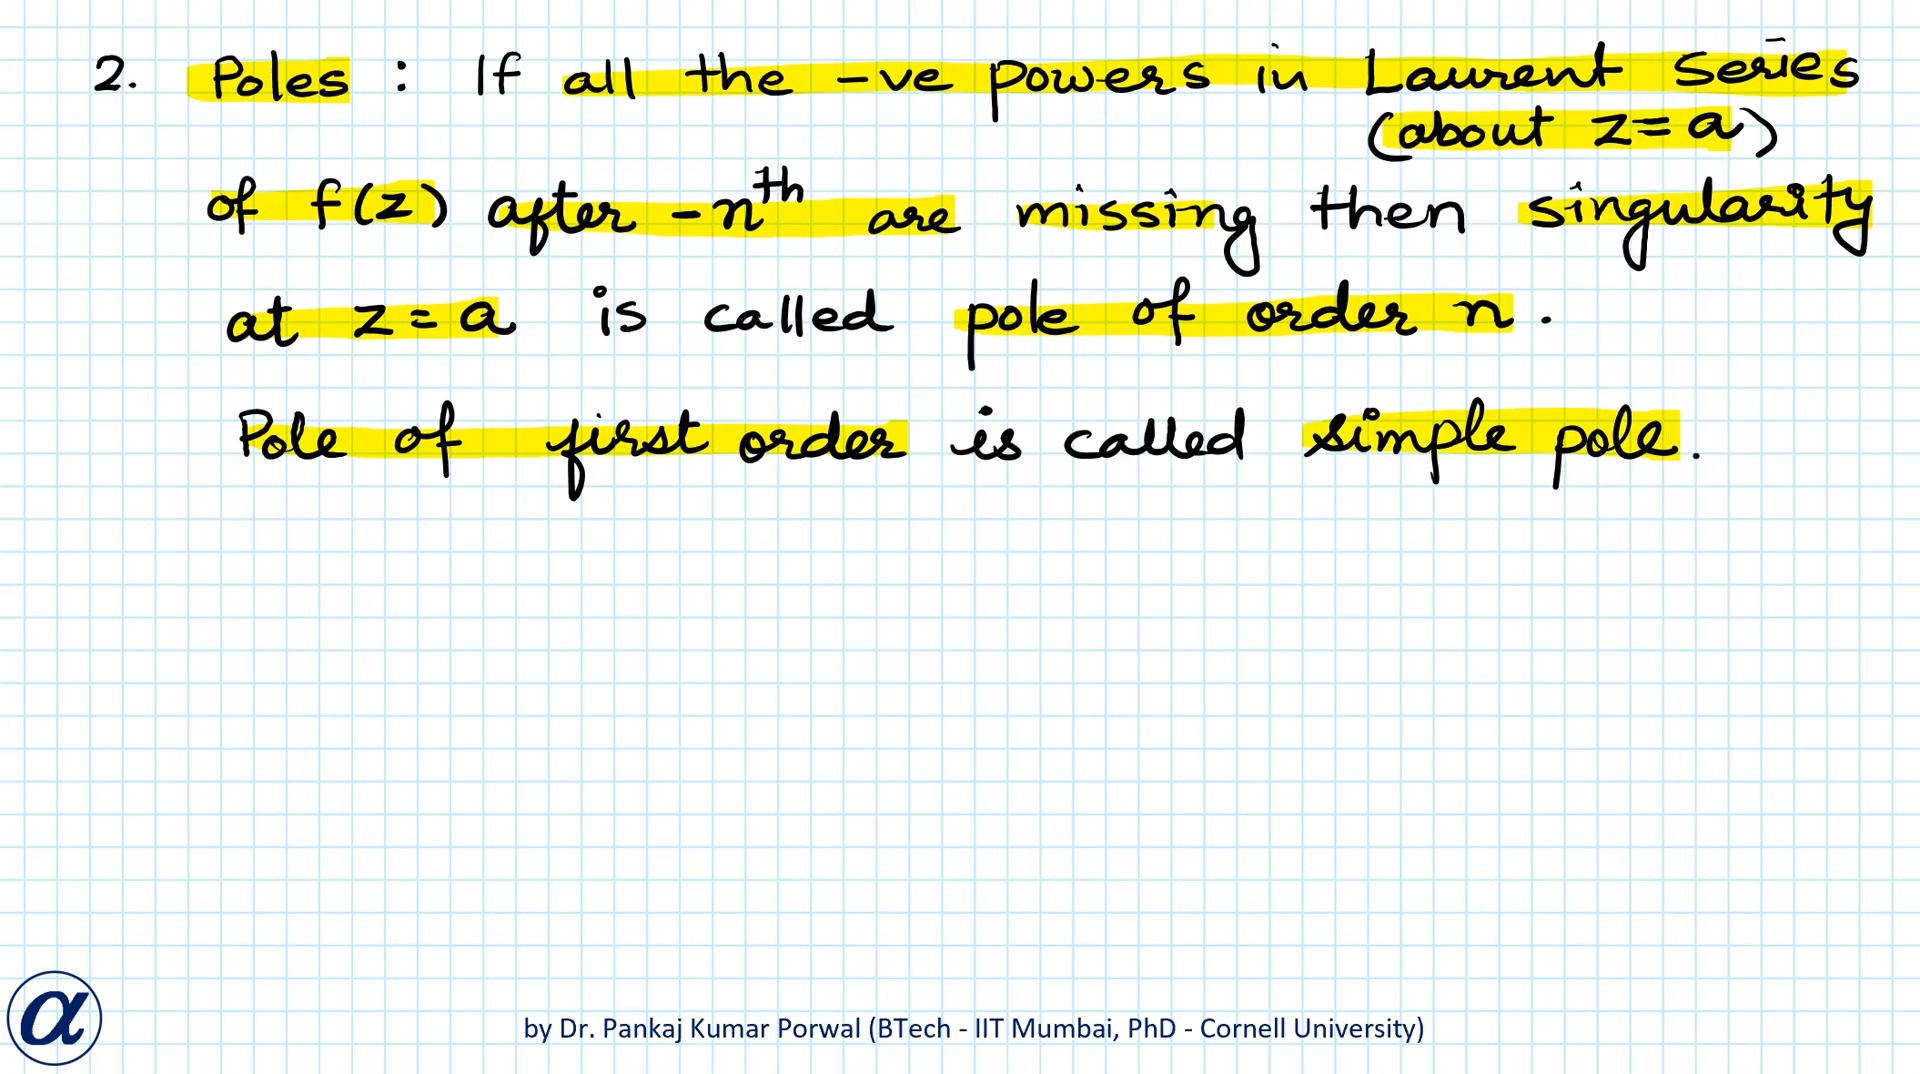 2. Poles : If all the -ve powers in Laurent Series
(about z = a)
of f(z) after -nth are missing then singularity
at z = a is called pole of order n.
Pole of first order is called simple pole.
α
by Dr. Pankaj Kumar Porwal (BTech - IIT Mumbai, PhD - Cornell University)